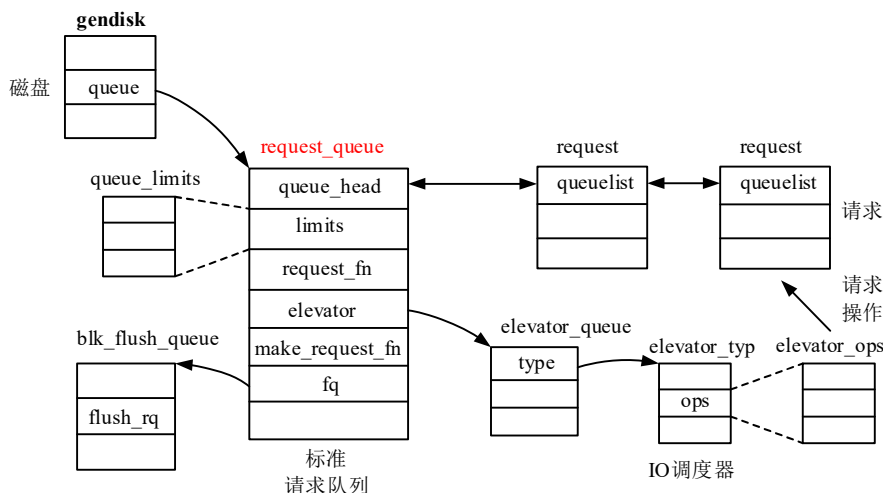 gendisk
磁盘
queue
request_queue
request
request
queue_limits
queue_head
queuelist
queuelist
limits
请求
request_fn
请求
操作
elevator
blk_flush_queue
elevator_queue
elevator_typ
elevator_ops
make_request_fn
type
fq
ops
flush_rq
标准
请求队列
IO调度器